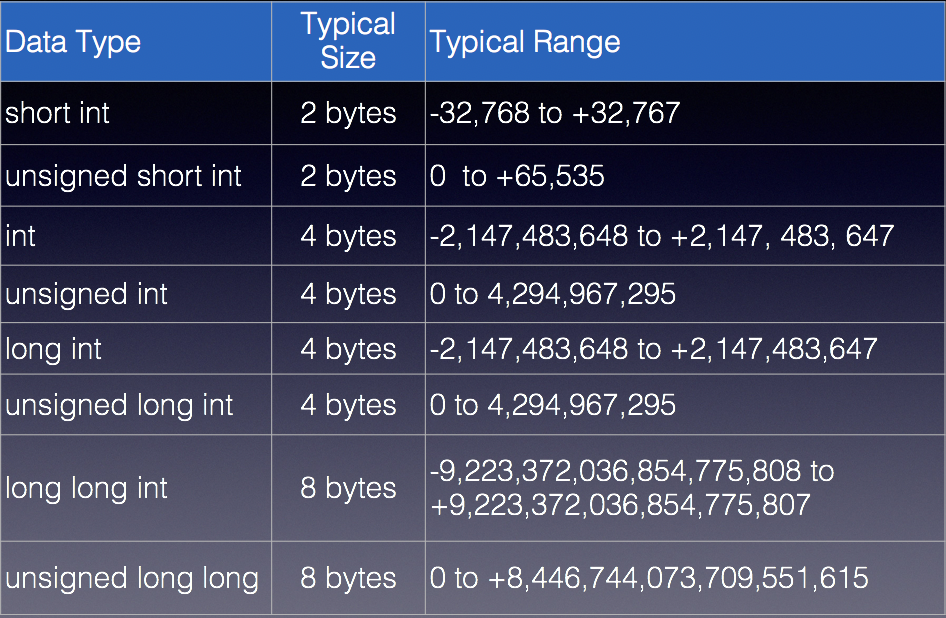 Data Type Typical Size Typical Range
short int 2 bytes -32,768 to +32,767
unsigned short int 2 bytes 0 to +65,535
int 4 bytes -2,147,483,648 to +2,147, 483, 647
unsigned int 4 bytes 0 to 4,294,967,295
long int 4 bytes -2,147,483,648 to +2,147,483,647
unsigned long int 4 bytes 0 to 4,294,967,295
long long int 8 bytes -9,223,372,036,854,775,808 to
+9,223,372,036,854,775,807
unsigned long long 8 bytes 0 to +8,446,744,073,709,551,615